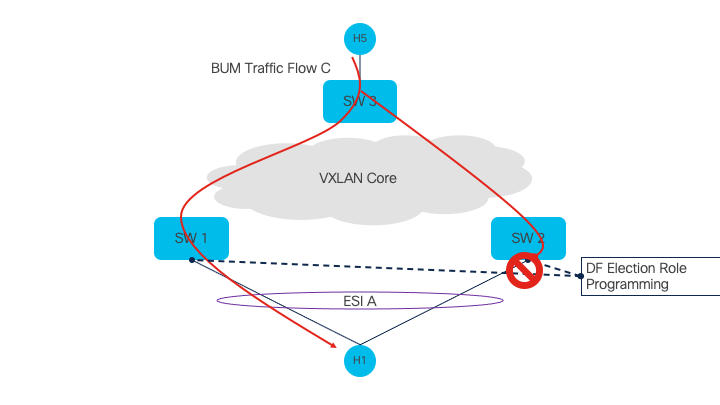 H5
BUM Traffic Flow C
SW 3
VXLAN Core
SW 1
SW 2
DF Election Role
Programming
ESI A
H1